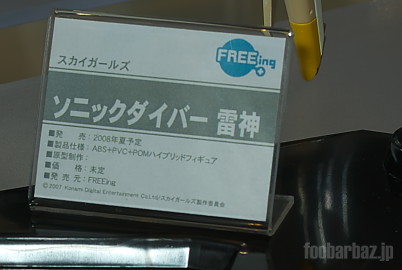 FREEing
スカイガールズ
ソニックダイバー 雷神
■発　売：2008年夏予定
■製品仕様：ABS+PVC+POMハイブリッドフィギュア
■原型制作：
■価　格：未定
■発 売 元：FREEing
©2007 Konami Digital Entertainment Co.Ltd/スカイガールズ製作委員会
foobarbaz.jp